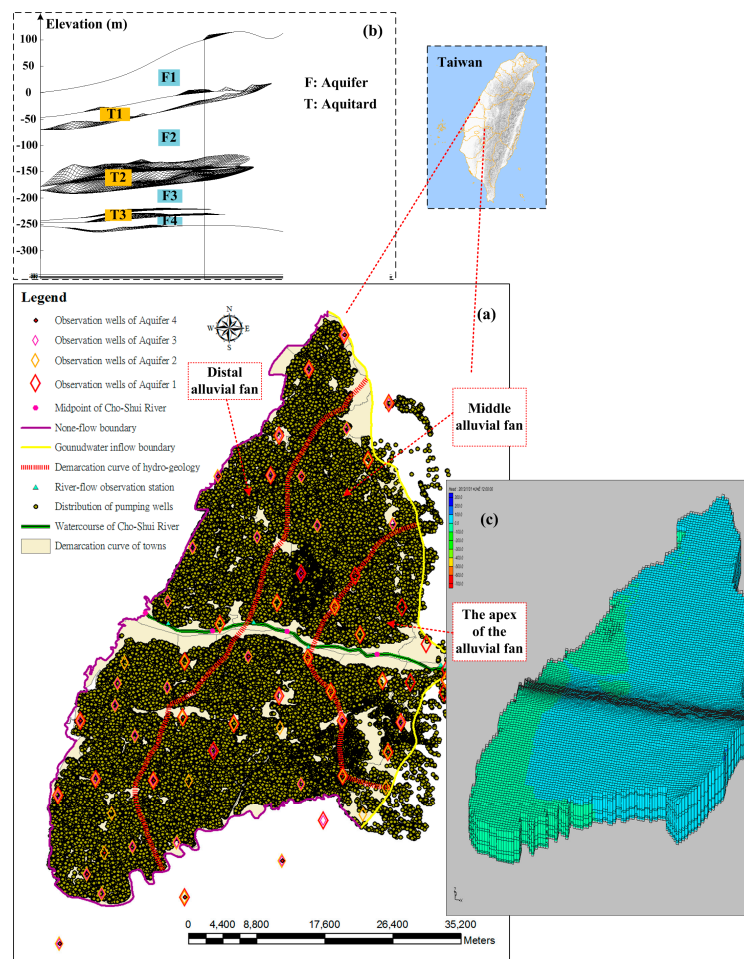 Elevation (m)
(b)
100
50
0
-50
-100
-150
-200
-250
-300
F1
T1
F2
T2
F3
T3
F4
F: Aquifer
T: Aquitard
Taiwan
Legend
Observation wells of Aquifer 4
Observation wells of Aquifer 3
Observation wells of Aquifer 2
Observation wells of Aquifer 1
Midpoint of Cho-Shui River
None-flow boundary
Gounudwater inflow boundary
Demarcation curve of hydro-geology
River-flow observation station
Distribution of pumping wells
Watercourse of Cho-Shui River
Demarcation curve of towns
N
W
E
S
(a)
Distal
alluvial fan
Middle
alluvial fan
The apex
of the
alluvial fan
(c)
0 4,400 8,800 17,600 26,400 35,200
Meters